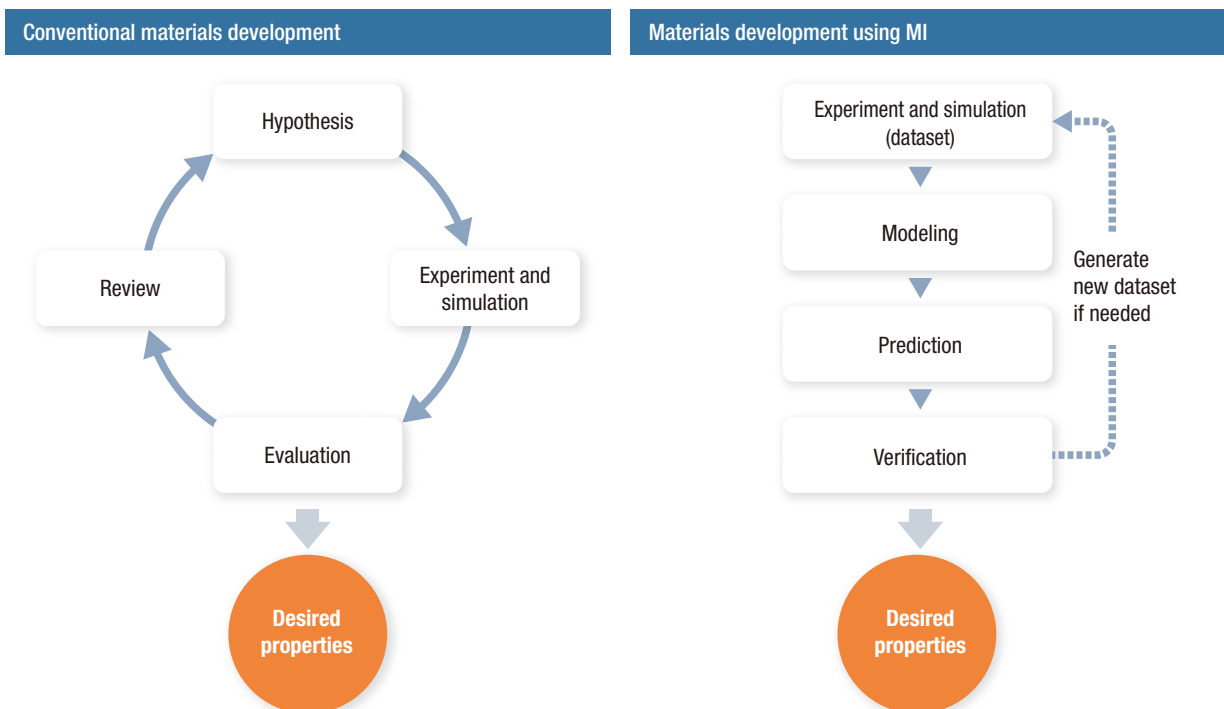 Conventional materials development
Hypothesis
Review
Experiment and
simulation
Evaluation
Desired
properties
Materials development using MI
Experiment and simulation
(dataset)
Modeling
Prediction
Verification
Generate
new dataset
if needed
Desired
properties